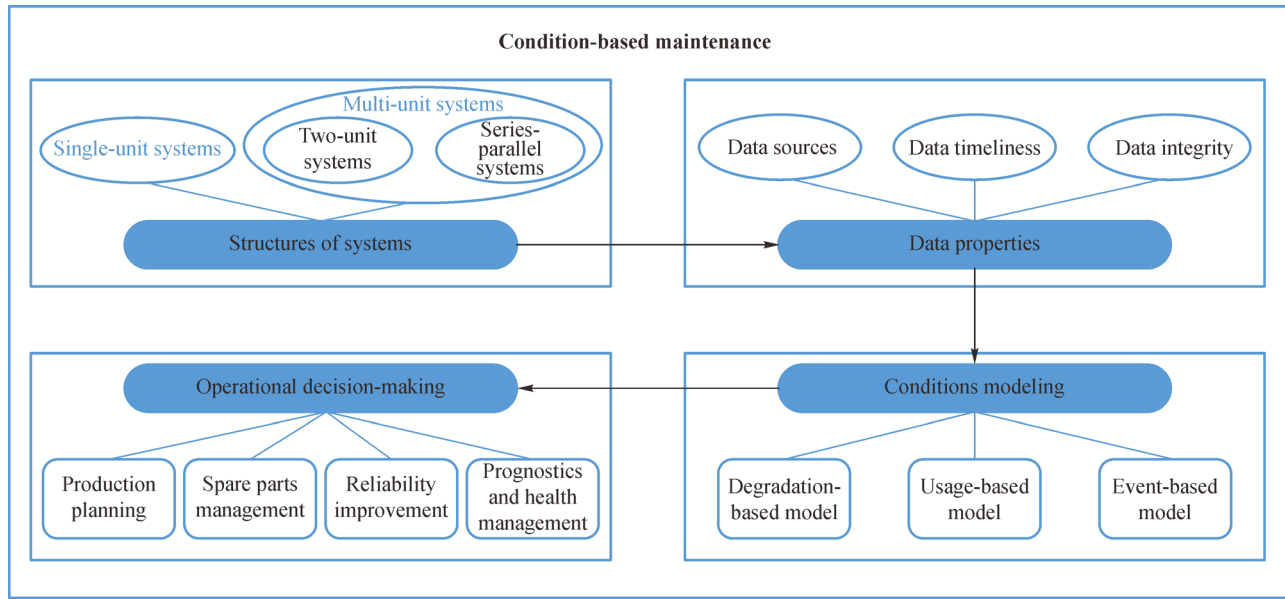 Condition-based maintenance
Multi-unit systems
Single-unit systems
Two-unit
systems
Series-
parallel
systems
Structures of systems
Data sources
Data timeliness
Data integrity
Data properties
Operational decision-making
Production
planning
Spare parts
management
Reliability
improvement
Prognostics
and health
management
Conditions modeling
Degradation-
based model
Usage-based
model
Event-based
model